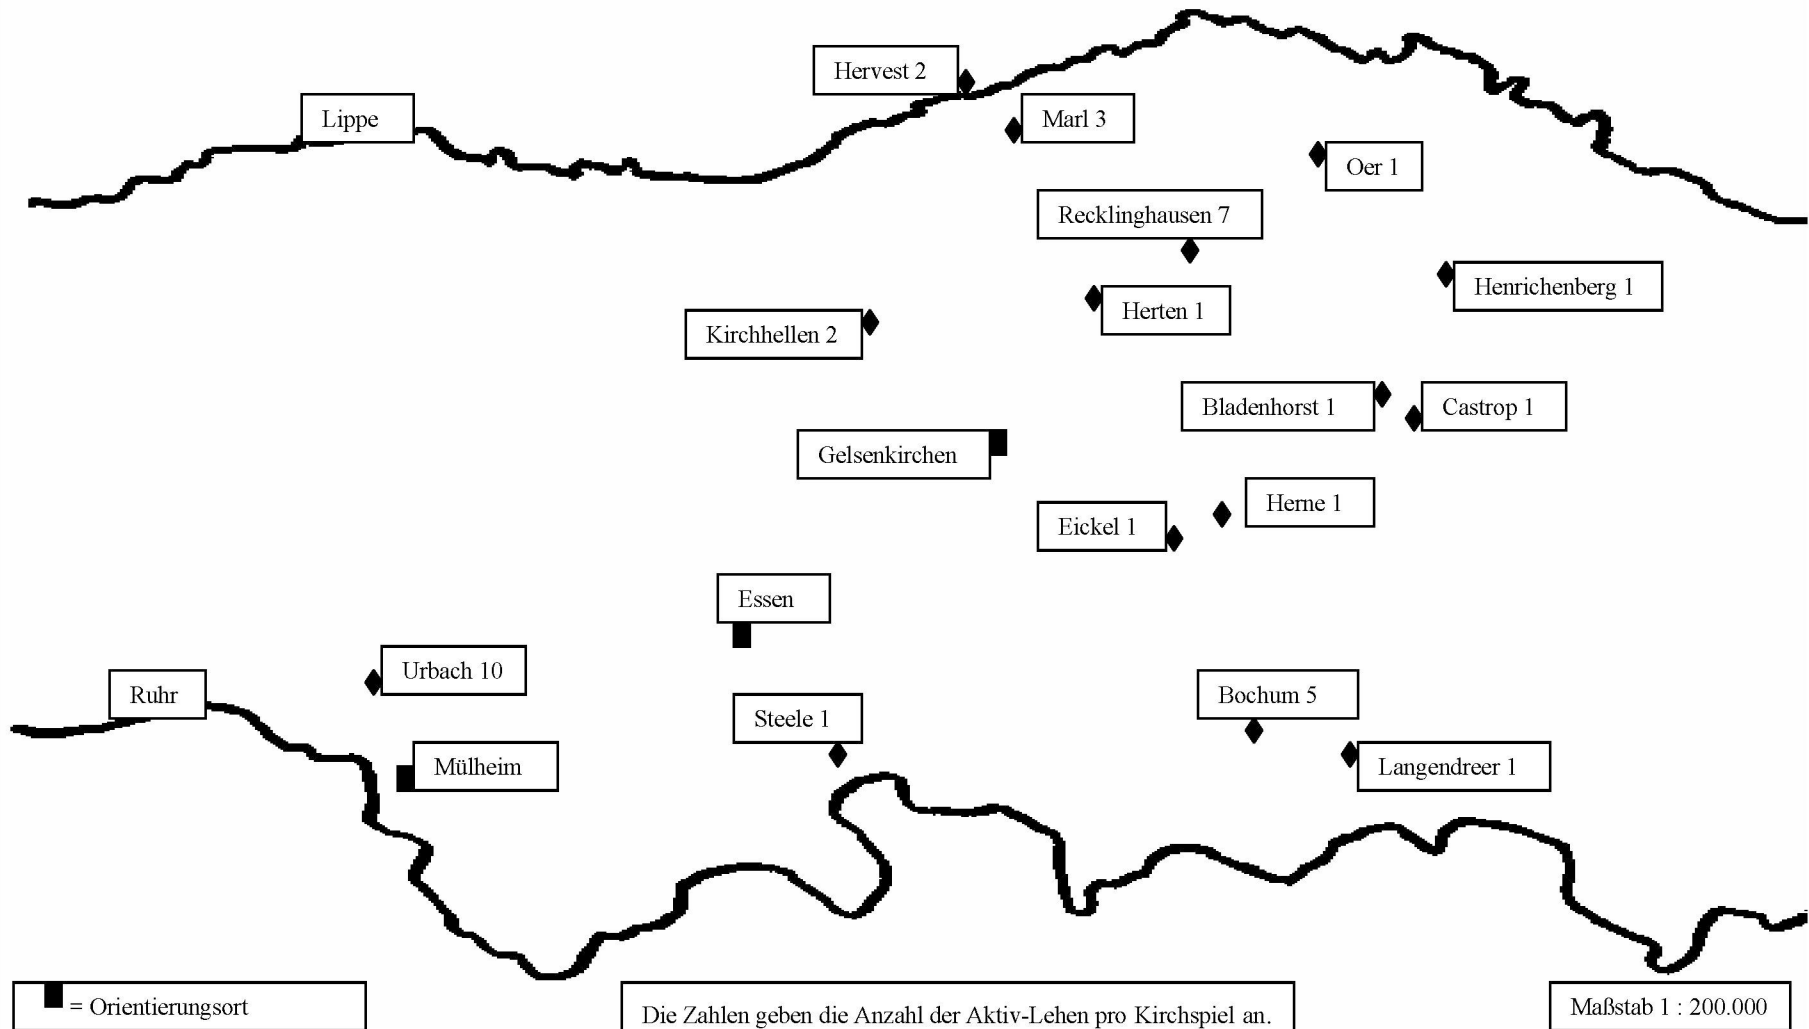 Hervest 2
Lippe
Marl 3
Oer 1
Recklinghausen 7
Henrichenberg 1
Herten 1
Kirchhellen 2
Bladenhorst 1
Castrop 1
Gelsenkirchen
Herne 1
Eickel 1
Essen
Urbach 10
Ruhr
Bochum 5
Steele 1
Mülheim
Langendreer 1
= Orientierungsort
Die Zahlen geben die Anzahl der Aktiv-Lehen pro Kirchspiel an.
Maßstab 1 : 200.000